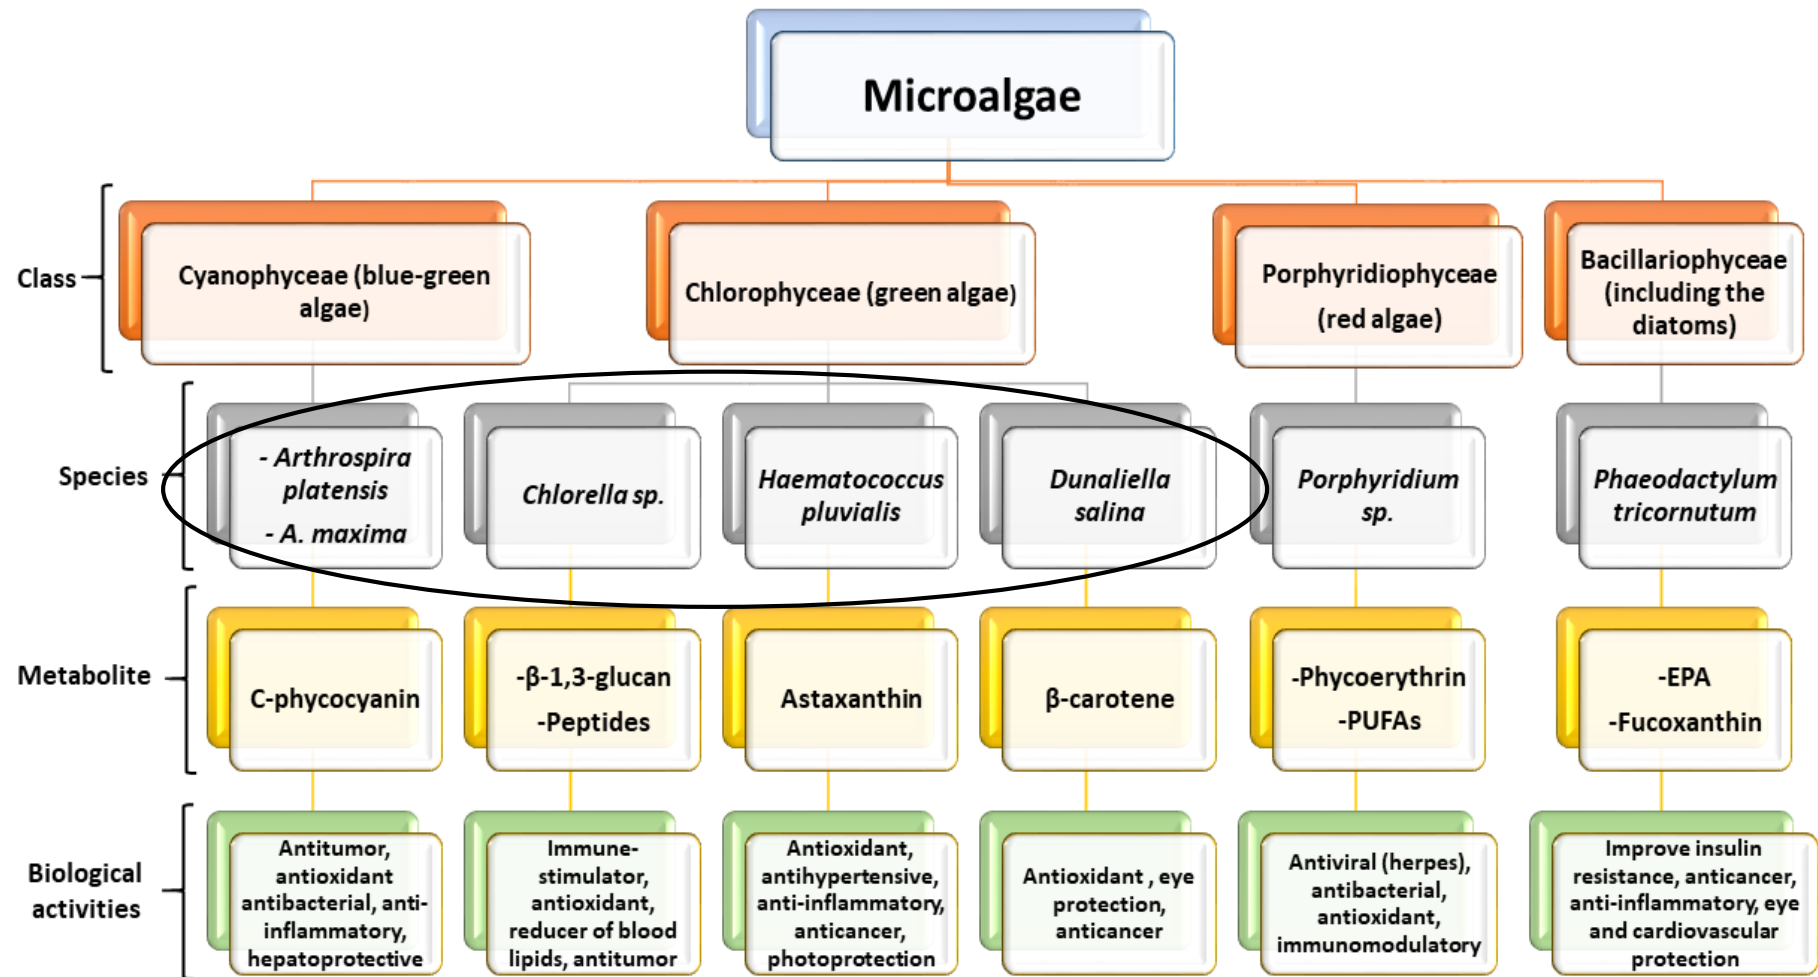 Microalgae
Class
Cyanophyceae (blue-green
algae)
Chlorophyceae (green algae)
Porphyridiophyceae
(red algae)
Bacillariophyceae
(including the
diatoms)
Species
- Arthrospira
platensis
- A. maxima
Chlorella sp.
Haematococcus
pluvialis
Dunaliella
salina
Porphyridium
sp.
Phaeodactylum
tricornutum
Metabolite
C-phycocyanin
-β-1,3-glucan
-Peptides
Astaxanthin
β-carotene
-Phycoerythrin
-PUFAs
-EPA
-Fucoxanthin
Biological
activities
Antitumor,
antioxidant
antibacterial, anti-
inflammatory,
hepatoprotective
Immune-
stimulator,
antioxidant,
reducer of blood
lipids, antitumor
Antioxidant,
antihypertensive,
anti-inflammatory,
anticancer,
photoprotection
Antioxidant , eye
protection,
anticancer
Antiviral (herpes),
antibacterial,
antioxidant,
immunomodulatory
Improve insulin
resistance, anticancer,
anti-inflammatory, eye
and cardiovascular
protection